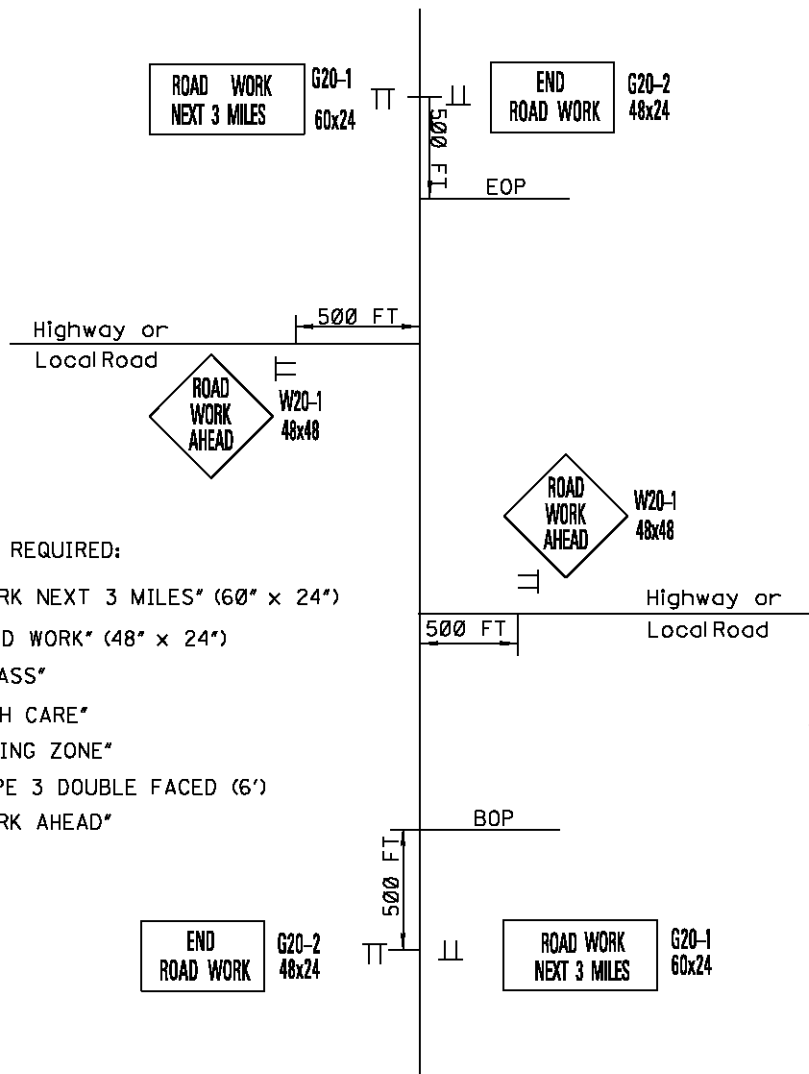 ROAD WORK
NEXT 3 MILES
G20-1
60x24
END
ROAD WORK
G20-2
48x24
500 FT
EOP
500 FT
Highway or
Local Road
ROAD
WORK
AHEAD
W20-1
48x48
ROAD
WORK
AHEAD
W20-1
48x48
REQUIRED:
RK NEXT 3 MILES" (60" x 24")
D WORK" (48" x 24")
ASS"
H CARE"
ING ZONE"
PE 3 DOUBLE FACED (6')
RK AHEAD"
Highway or
Local Road
500 FT
BOP
500 FT
END
ROAD WORK
G20-2
48x24
ROAD WORK
NEXT 3 MILES
G20-1
60x24